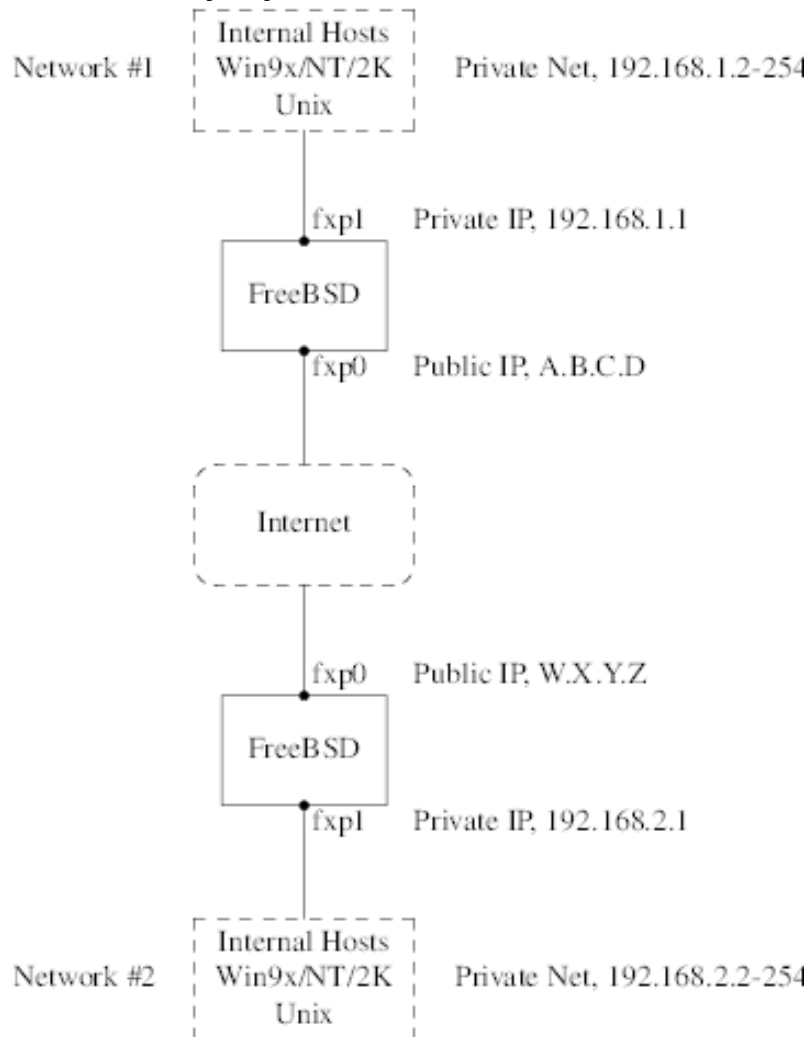 Internal Hosts
Network #1 Win9x/NT/2K Private Net, 192.168.1.2-254
Unix
fxp1 Private IP, 192.168.1.1
FreeBSD
fxp0 Public IP, A.B.C.D
Internet
fxp0 Public IP, W.X.Y.Z
FreeBSD
fxp1 Private IP, 192.168.2.1
Internal Hosts
Network #2 Win9x/NT/2K Private Net, 192.168.2.2-254
Unix